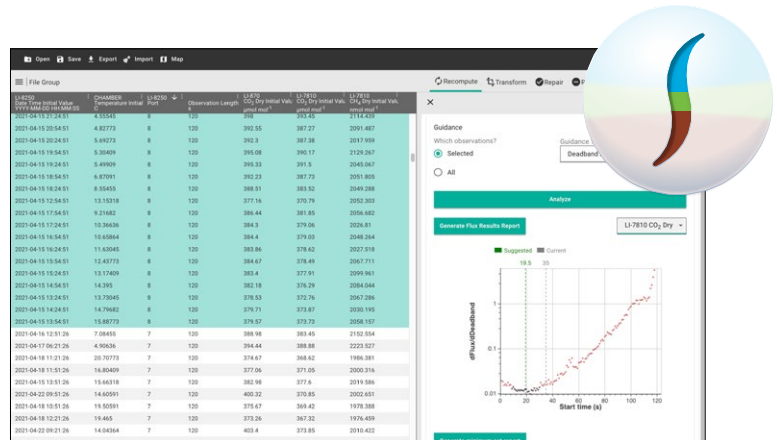 Open Save Export Import Map
File Group
Recompute Transform Repair
LI-8250 CHAMBER LI-8250 LI-870 LI-7810 LI-7810
Date Time Initial Value Temperature Initial Port Observation Length CO2 Dry Initial Valu CO2 Dry Initial Valu CH4 Dry Initial Valu
YYYY-MM-DD HH:MM:SS C s µmol mol-1 µmol mol-1 nmol mol-1
2021-04-15 21:24:51 4.55545 8 120 398 393.45 2114.439
2021-04-15 20:54:51 4.82773 8 120 392.55 387.27 2091.487
2021-04-15 20:24:51 5.69273 8 120 392.3 387.38 2017.959
2021-04-15 19:54:51 5.30409 8 120 395.08 390.17 2129.267
2021-04-15 19:24:51 5.49909 8 120 395.33 391.5 2045.067
2021-04-15 18:54:51 6.87091 8 120 392.23 387.73 2051.805
2021-04-15 18:24:51 8.55455 8 120 388.51 383.52 2049.288
2021-04-15 12:54:51 13.15318 8 120 377.16 370.79 2052.303
2021-04-15 17:54:51 9.21682 8 120 386.44 381.85 2056.682
2021-04-15 17:24:51 10.36636 8 120 384.3 379.06 2026.81
2021-04-15 16:54:51 10.65864 8 120 384.4 379.03 2048.264
2021-04-15 16:24:51 11.63045 8 120 383.86 378.62 2027.518
2021-04-15 15:54:51 12.43773 8 120 384.67 378.49 2067.711
2021-04-15 15:24:51 13.17409 8 120 383.4 377.91 2099.961
2021-04-15 14:54:51 14.395 8 120 382.18 376.29 2084.044
2021-04-15 13:24:51 13.73045 8 120 378.53 372.76 2067.286
2021-04-15 14:24:51 14.79682 8 120 379.71 373.87 2030.195
2021-04-15 13:54:51 15.88773 8 120 379.57 373.73 2058.157
2021-04-16 12:51:26 7.08455 7 120 388.98 383.45 2152.554
2021-04-17 06:21:26 4.90636 7 120 394.44 388.88 2223.527
2021-04-18 11:21:26 20.70773 7 120 374.67 368.62 1986.381
2021-04-18 11:51:26 16.80409 7 120 377.06 371.05 2000.316
2021-04-15 13:51:26 15.66318 7 120 382.98 377.6 2019.586
2021-04-22 09:51:26 14.60591 7 120 400.32 370.85 2002.651
2021-04-18 10:51:26 19.50591 7 120 375.67 369.42 1978.388
2021-04-18 12:21:26 19.465 7 120 373.26 367.32 1976.459
2021-04-22 09:21:26 14.04364 7 120 403.4 373.85 2010.422
Guidance
Which observations? Guidance
Selected Deadband
All
Analyze
Generate Flux Results Report LI-7810 CO2 Dry
Suggested Current
19.5 35
dFlux/dDeadband
1
0.1
0.01
0 20 40 60 80 100 120
Start time (s)